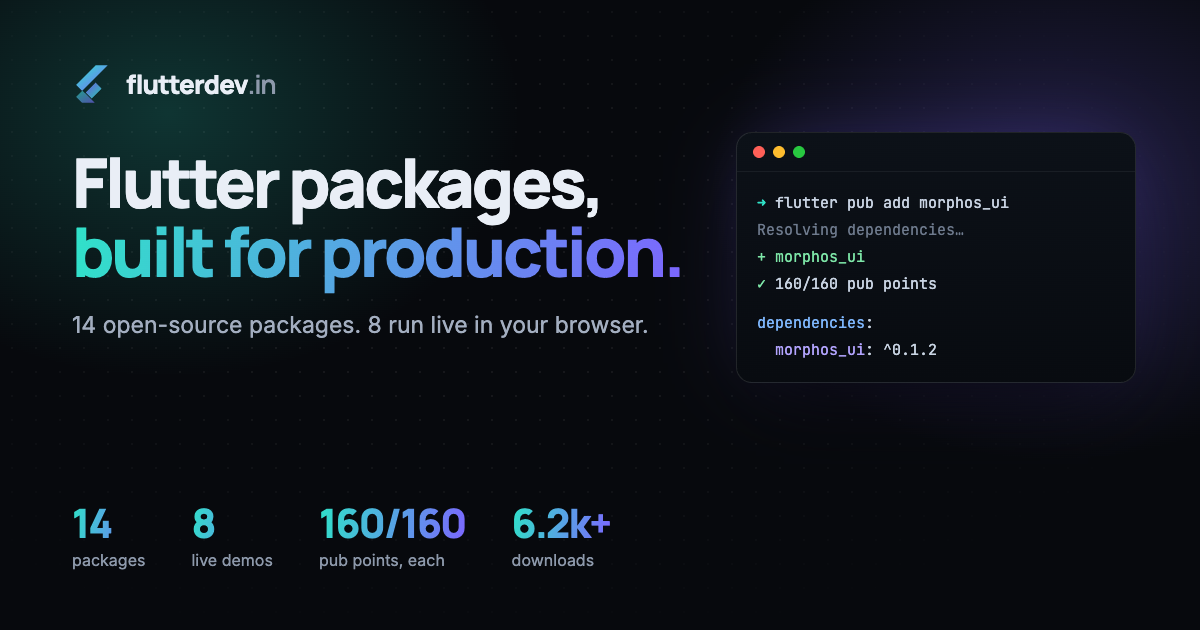 flutterdev.in
Flutter packages,
built for production.
14 open-source packages. 8 run live in your browser.
➜ flutter pub add morphos_ui
Resolving dependencies…
+ morphos_ui
✓ 160/160 pub points
dependencies:
  morphos_ui: ^0.1.2
14
packages
8
live demos
160/160
pub points, each
6.2k+
downloads